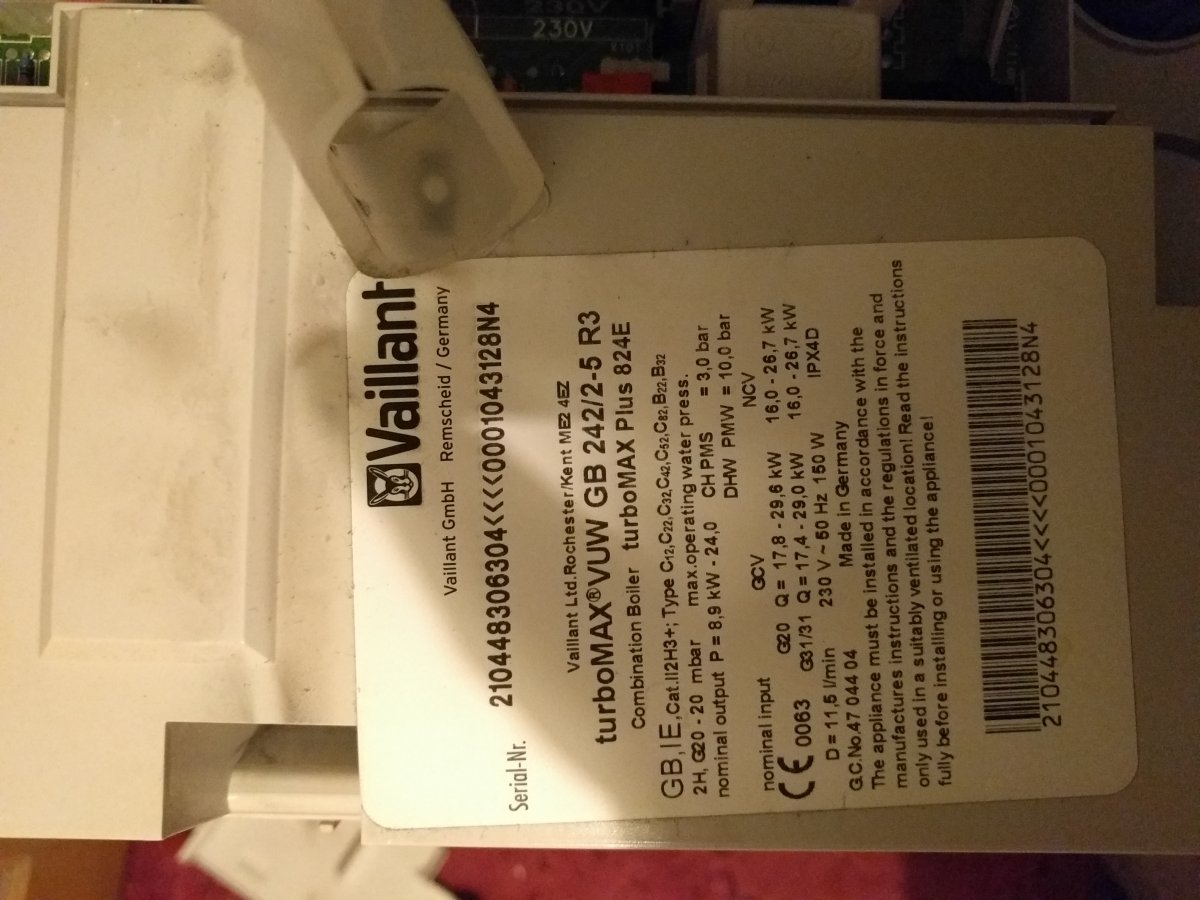 230V
Vaillant
Vaillant GmbH Remscheid / Germany
Serial-Nr. 210448306304<<<<0001043128N4
Vaillant Ltd.Rochester/Kent ME2 4EZ
turboMAX® VUW GB 242/2-5 R3
Combination Boiler turboMAX Plus 824E
GB,IE,Cat.II2H3+; Type C12,C22,C32,C42,C52,C82,B22,B32
2H, G20 - 20 mbar max.operating water press.
nominal output P = 8,9 kW - 24,0 CH PMS = 3,0 bar
DHW PMW = 10,0 bar
GCV NCV
nominal input G20 Q = 17,8 - 29,6 kW 16,0 - 26,7 kW
CE 0063 G31/31 Q = 17,4 - 29,0 kW 16,0 - 26,7 kW
D = 11,5 l/min 230 V ~ 50 Hz 150 W IPX4D
G.C.No.47 044 04 Made in Germany
The appliance must be installed in accordance with the
manufactures instructions and the regulations in force and
only used in a suitably ventilated location! Read the instructions
fully before installing or using the appliance!
210448306304<<<<0001043128N4